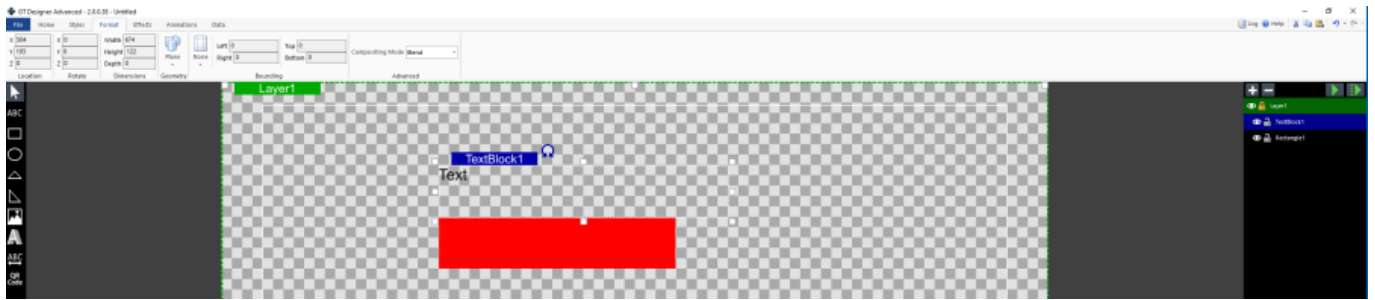 GT Designer Advanced - 2.0.0.30 - Untitled
File Home Styles Format Effects Animations Data
Log Help
X 504 X 0 Width 674
Y 193 Y 0 Height 122
Z 0 Z 0 Depth 0
Plane None
Left 0 Top 0
Right 0 Bottom 0
Compositing Mode Blend
Location Rotate Dimensions Geometry Bounding Advanced
Layer1
ABC
TextBlock1
Text
A
ABC
QR
Code
Layer1
TextBlock1
Rectangle1